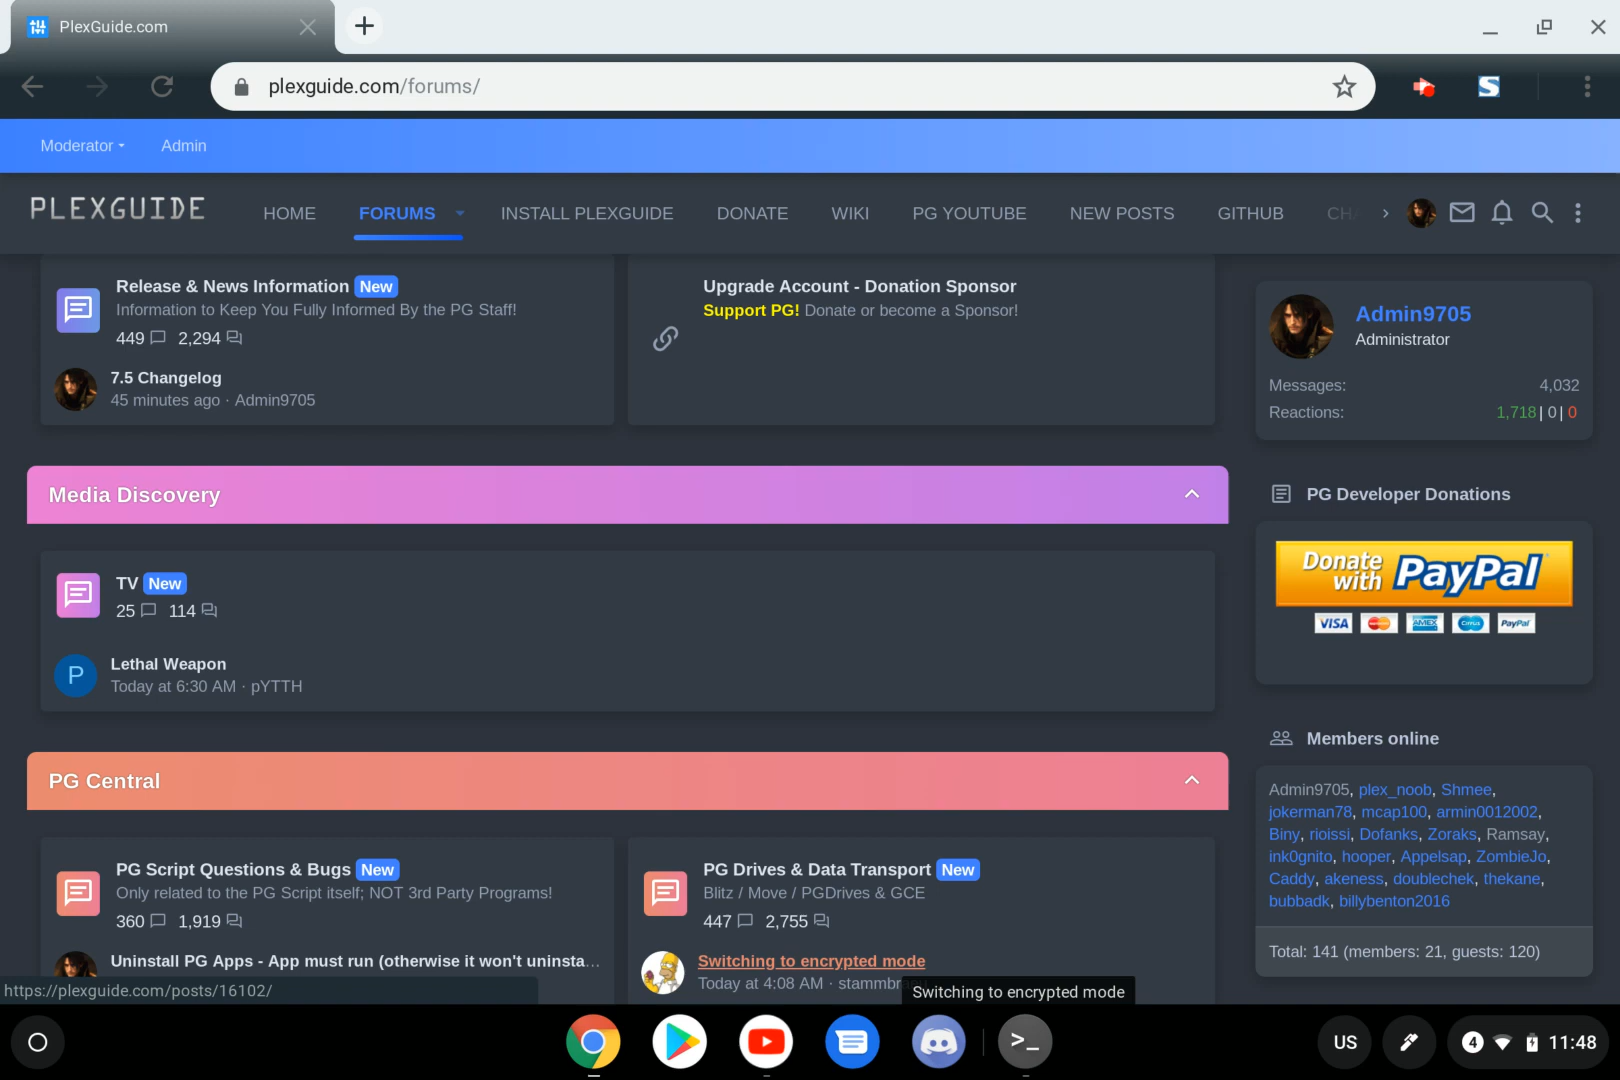 PlexGuide.com
plexguide.com/forums/
Moderator Admin
PLEXGUIDE HOME FORUMS INSTALL PLEXGUIDE DONATE WIKI PG YOUTUBE NEW POSTS GITHUB
Release & News Information New
Information to Keep You Fully Informed By the PG Staff!
449 2,294
7.5 Changelog
45 minutes ago · Admin9705
Upgrade Account - Donation Sponsor
Support PG! Donate or become a Sponsor!
Media Discovery
TV New
25 114
P
Lethal Weapon
Today at 6:30 AM · pYTTH
PG Central
PG Script Questions & Bugs New
Only related to the PG Script itself; NOT 3rd Party Programs!
360 1,919
Uninstall PG Apps - App must run (otherwise it won't uninsta...
PG Drives & Data Transport New
Blitz / Move / PGDrives & GCE
447 2,755
Switching to encrypted mode
Today at 4:08 AM ·
Switching to encrypted mode
Admin9705
Administrator
Messages: 4,032
Reactions: 1,718 | 0 | 0
PG Developer Donations
Donate
with PayPal
VISA MasterCard AMEX Cirrus PayPal
Members online
Admin9705, plex_noob, Shmee,
jokerman78, mcap100, armin0012002,
Biny, rioissi, Dofanks, Zoraks, Ramsay,
ink0gnito, hooper, Appelsap, ZombieJo,
Caddy, akeness, doublechek, thekane,
bubbadk, billybenton2016
Total: 141 (members: 21, guests: 120)
https://plexguide.com/posts/16102/
US 4 11:48